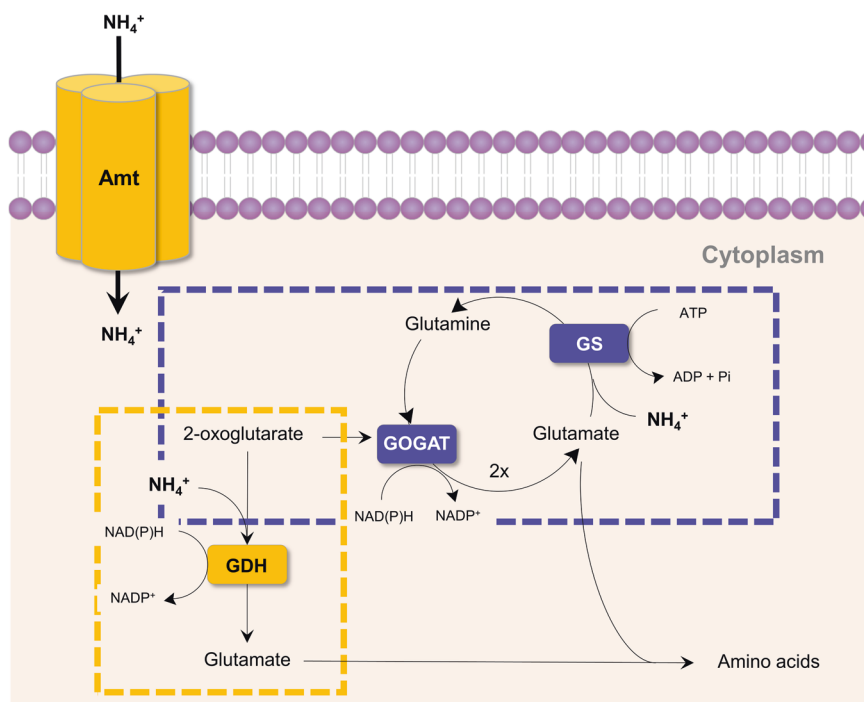 NH₄⁺
Amt
Cytoplasm
NH₄⁺
Glutamine
ATP
GS
ADP + Pi
NH₄⁺
2-oxoglutarate
GOGAT
Glutamate
2x
NH₄⁺
NAD(P)H
NADP⁺
NAD(P)H
GDH
NADP⁺
Glutamate
Amino acids